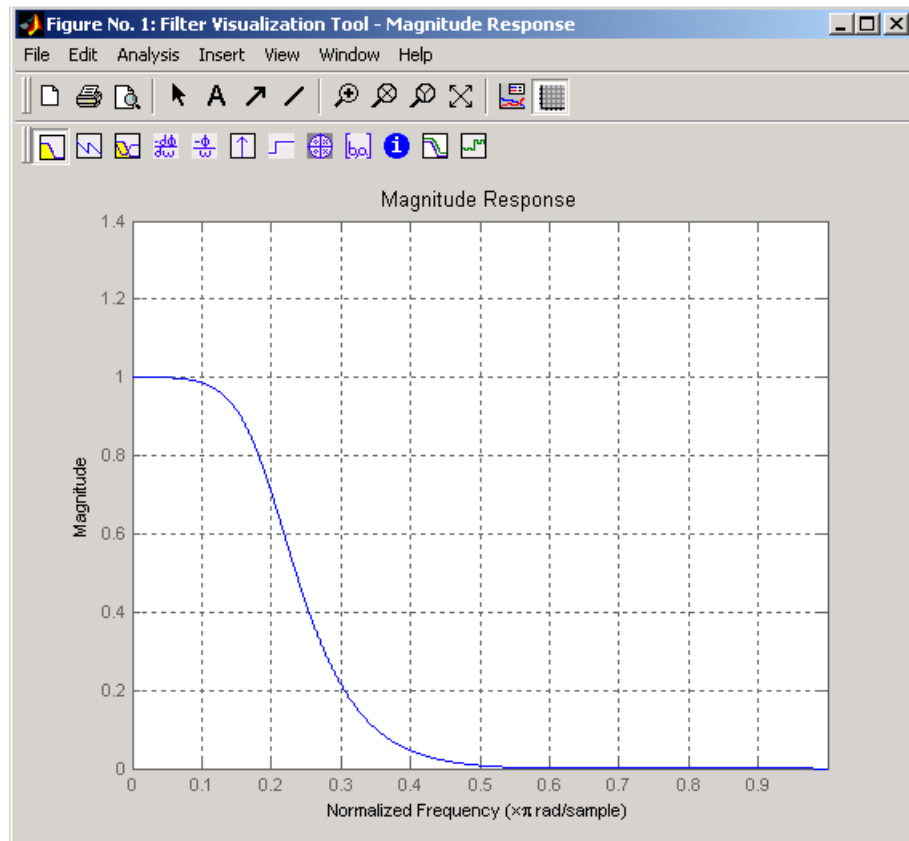 Figure No. 1: Filter Visualization Tool - Magnitude Response
File Edit Analysis Insert View Window Help
A
-dϕ
dω
-ϕ
ω
[b,a]
i
Magnitude Response
1.4
1.2
1
0.8
0.6
0.4
0.2
0
Magnitude
0 0.1 0.2 0.3 0.4 0.5 0.6 0.7 0.8 0.9
Normalized Frequency (×π rad/sample)